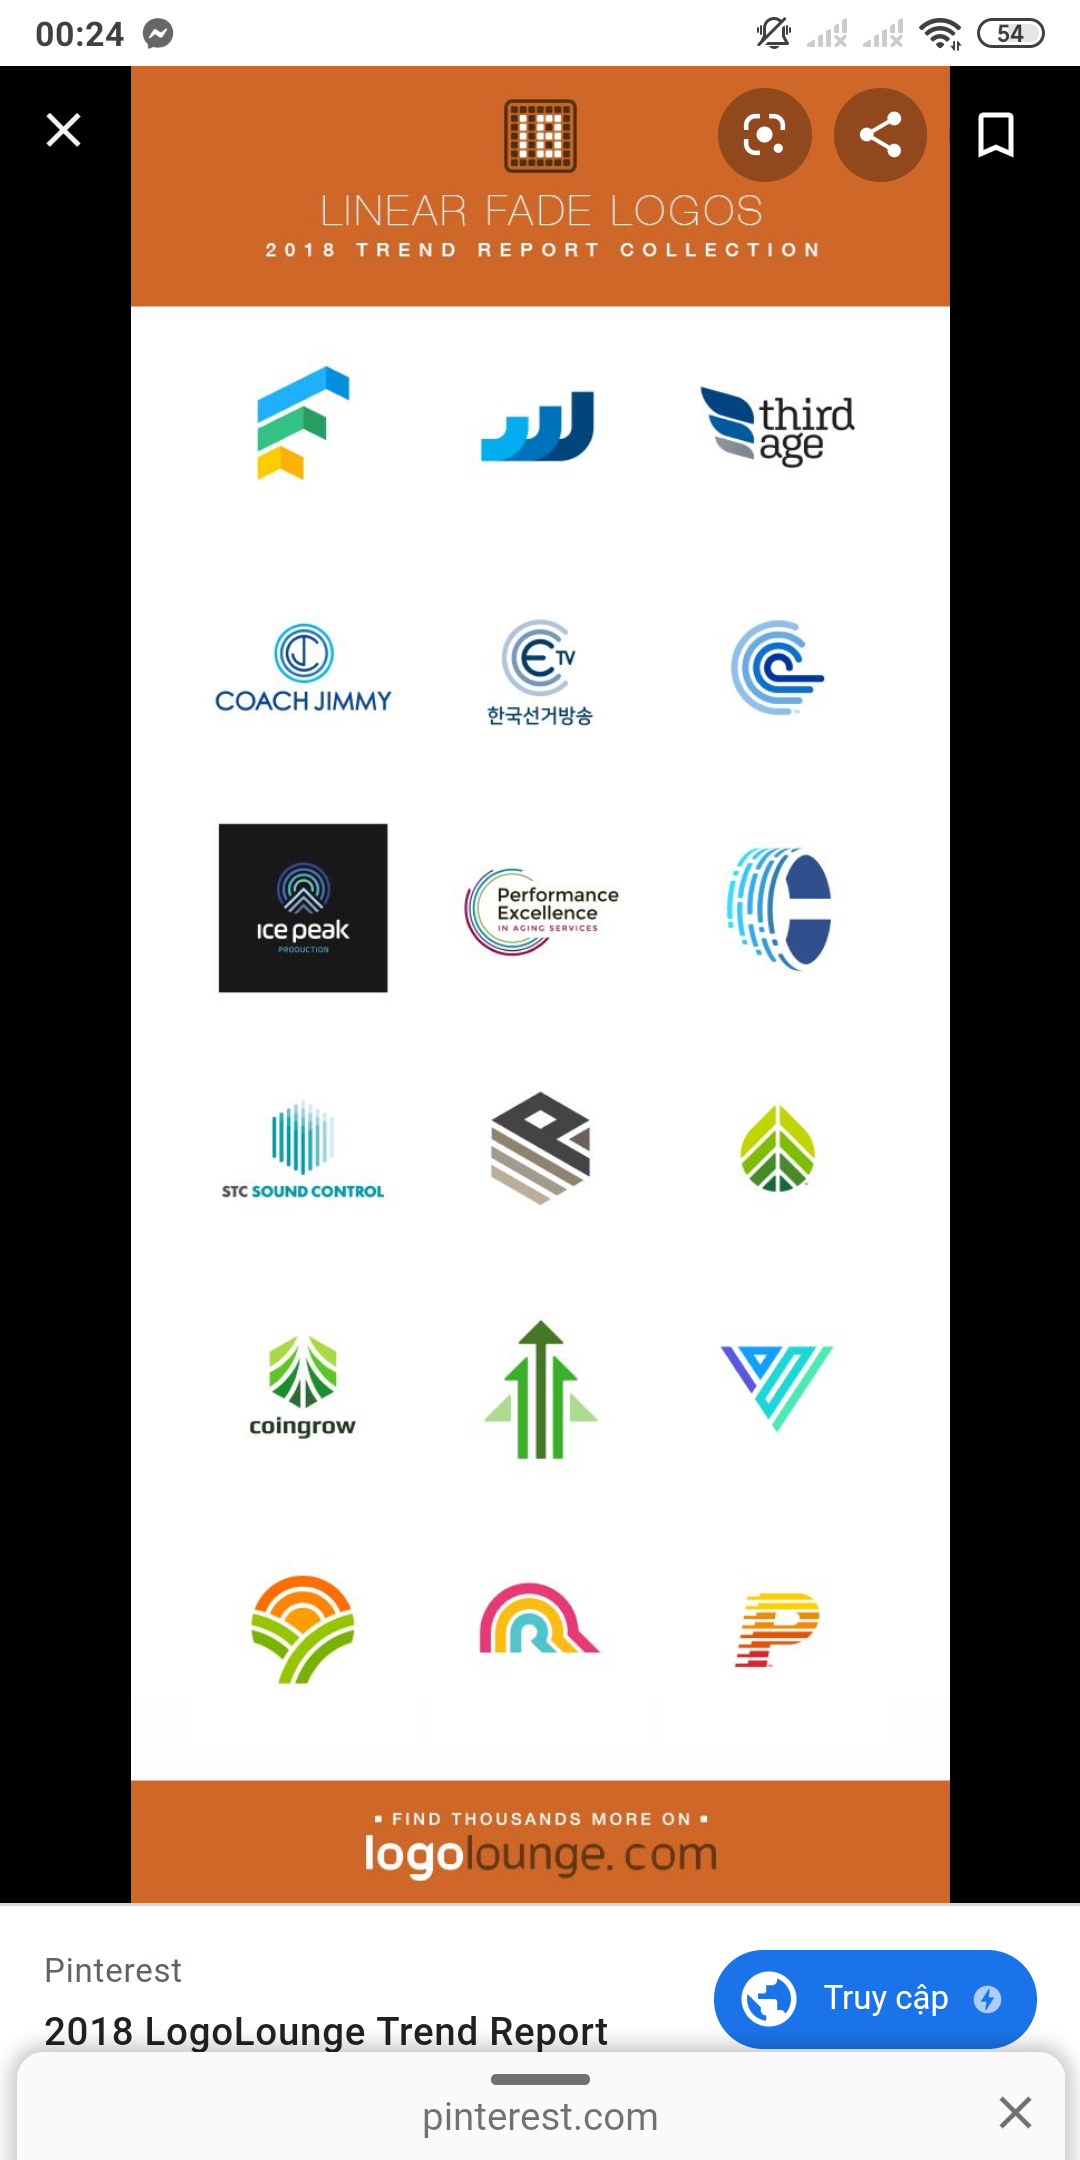 00:24
54
LINEAR FADE LOGOS
2018 TREND REPORT COLLECTION
third
age
COACH JIMMY
TV
한국선거방송
ice peak
PRODUCTION
Performance
Excellence
IN AGING SERVICES
STC SOUND CONTROL
coingrow
FIND THOUSANDS MORE ON
logolounge.com
Pinterest
2018 LogoLounge Trend Report
Truy cập
pinterest.com